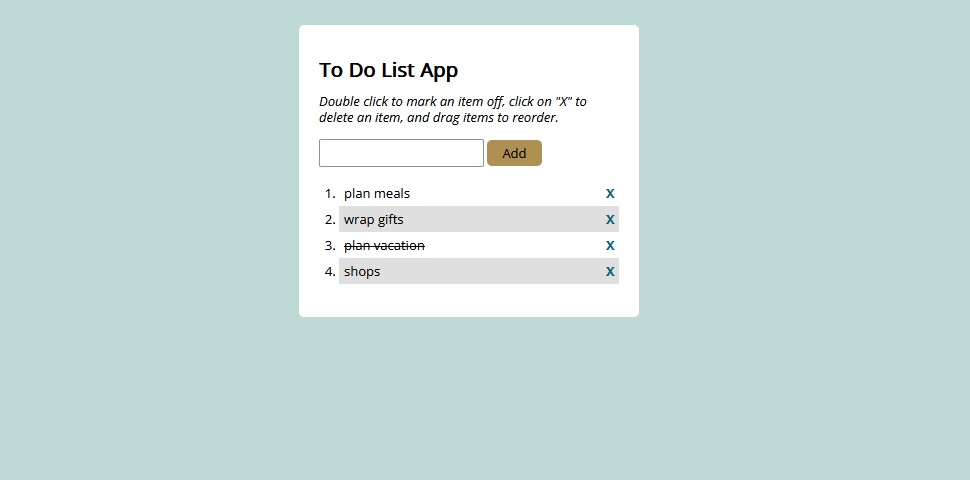 To Do List App
Double click to mark an item off, click on "X" to
delete an item, and drag items to reorder.
Add
1. plan meals X
2. wrap gifts X
3. plan vacation X
4. shops X